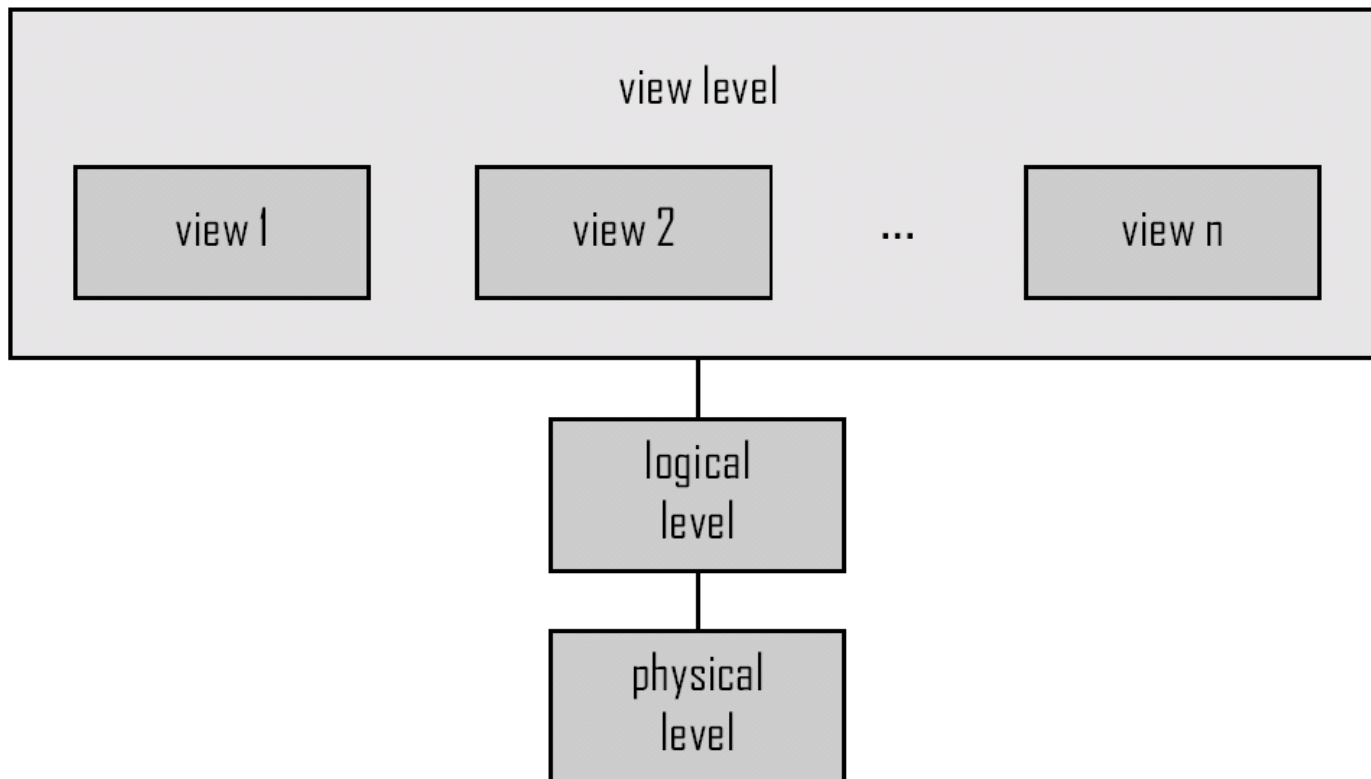 view level
view 1
view 2
...
view n
logical
level
physical
level